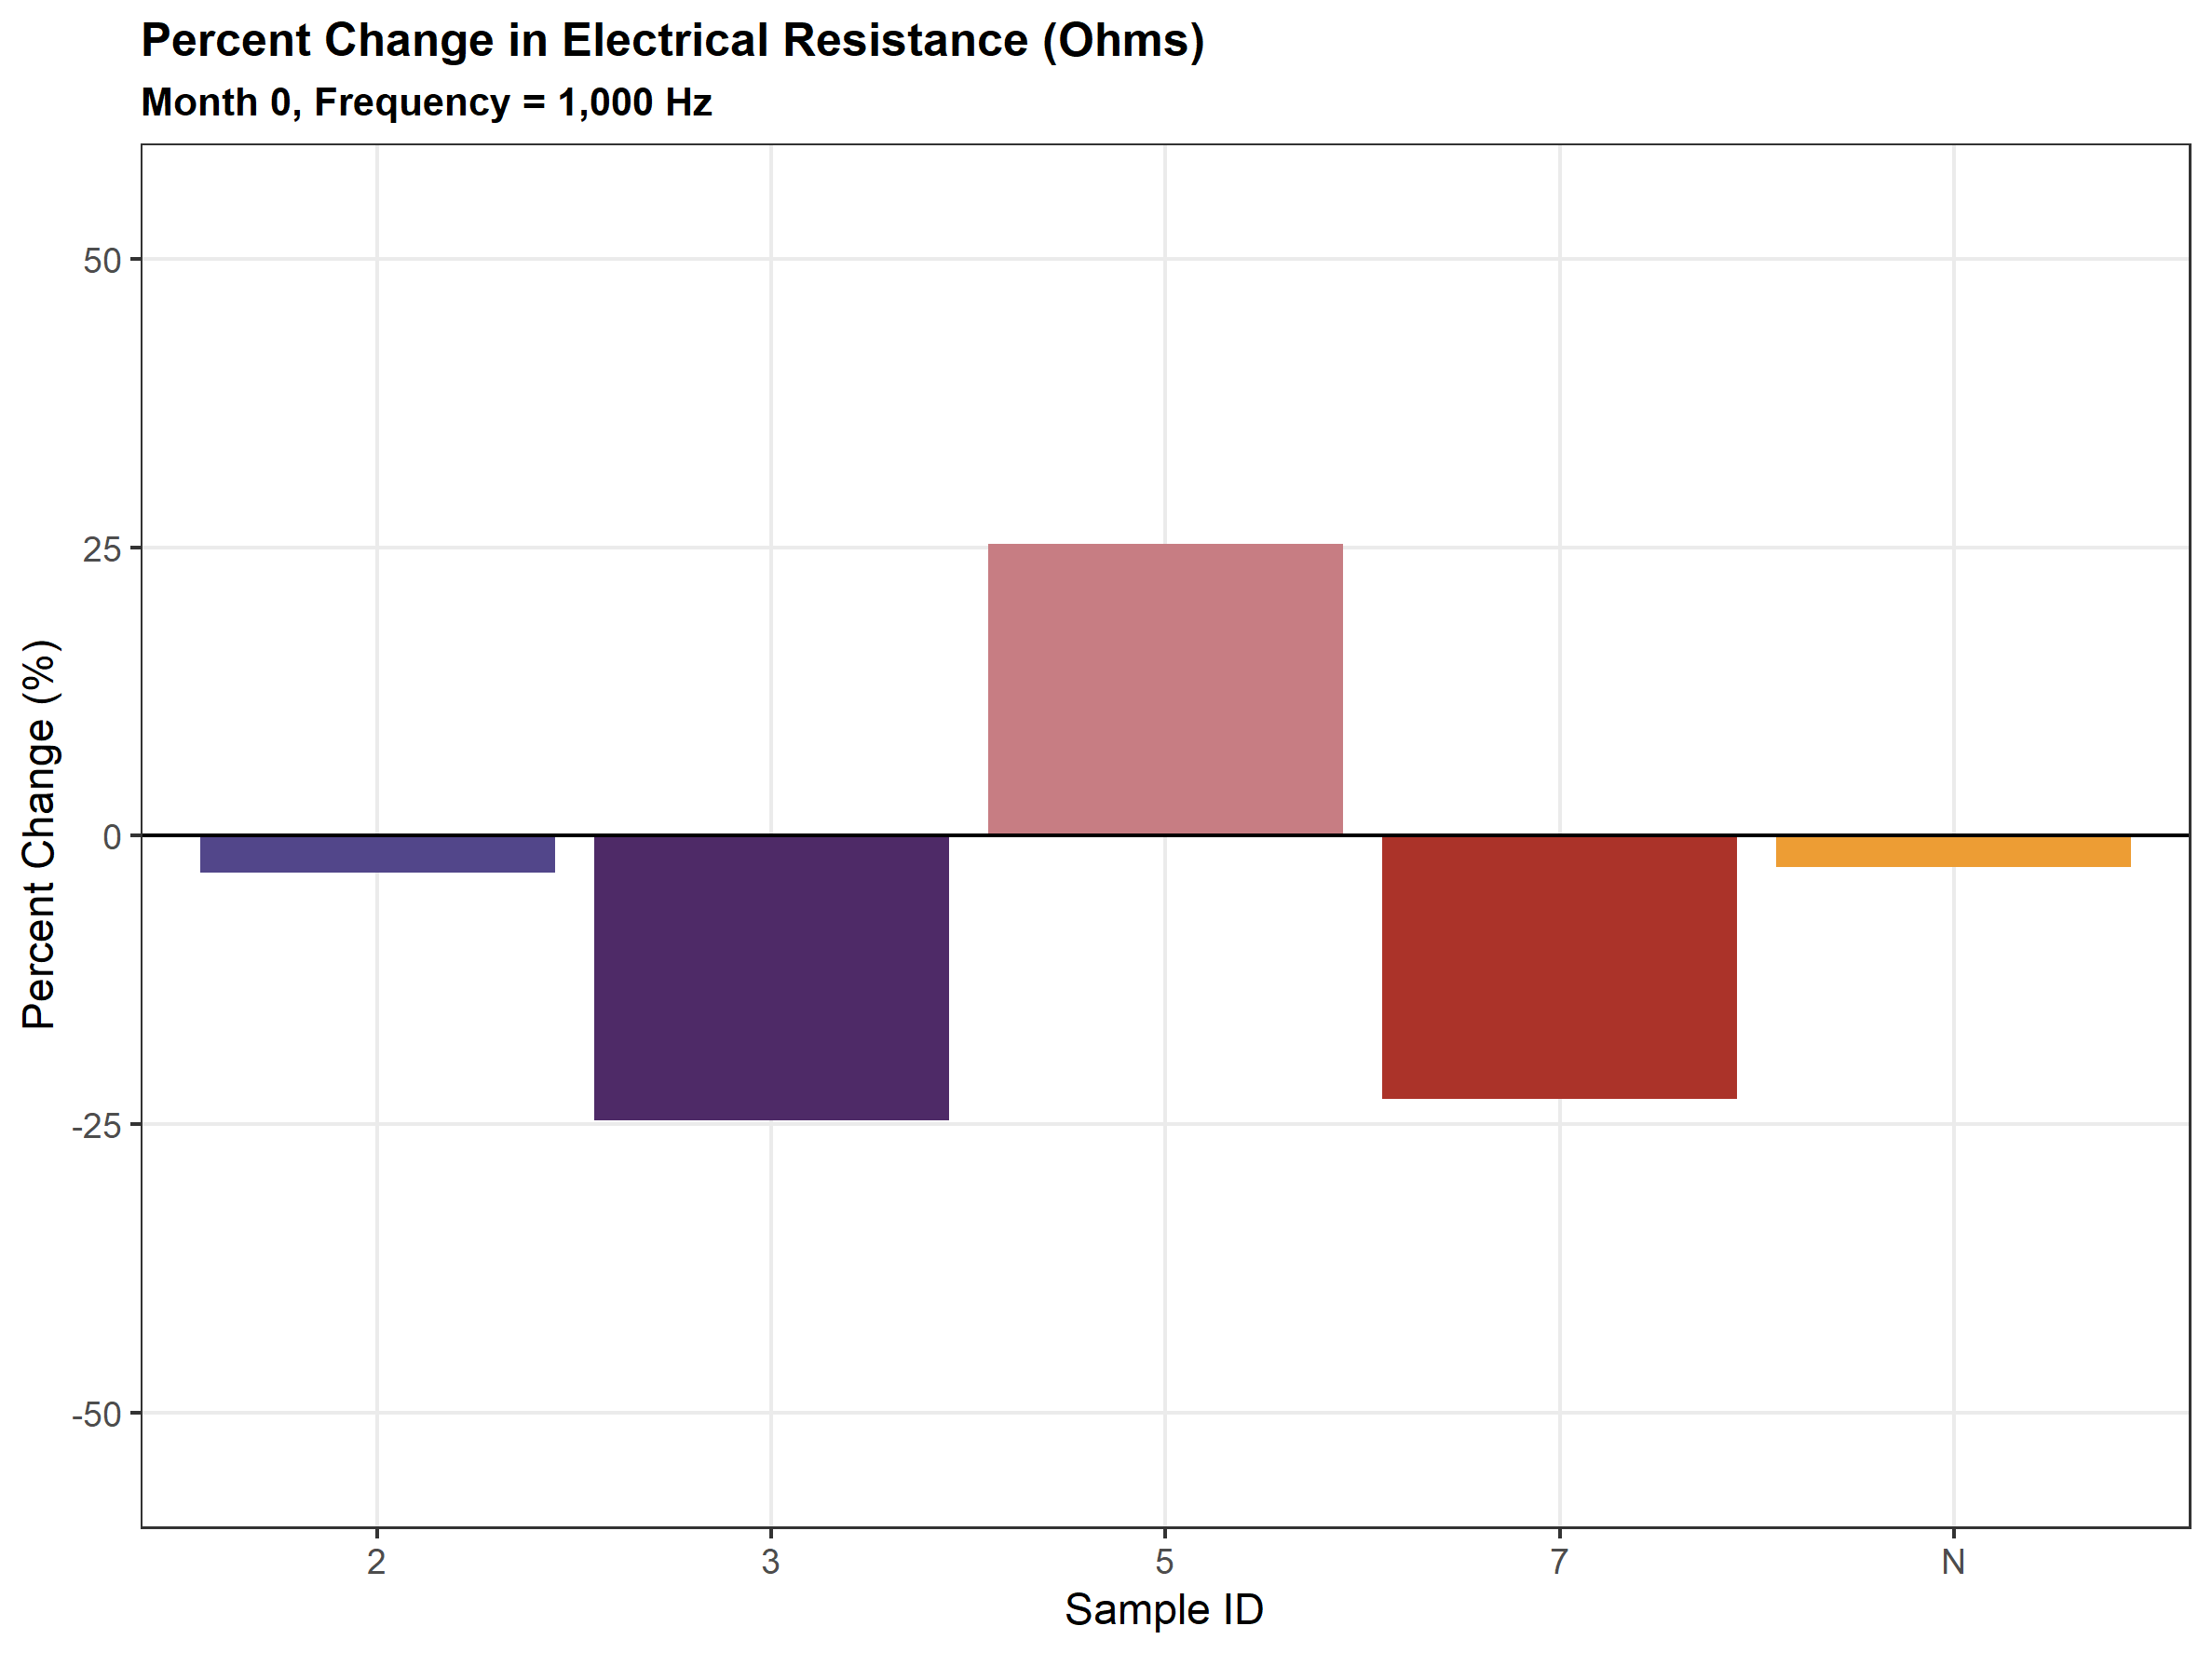 Percent Change in Electrical Resistance (Ohms)
Month 0, Frequency = 1,000 Hz
50
25
0
-25
-50
Percent Change (%)
2 3 5 7 N
Sample ID